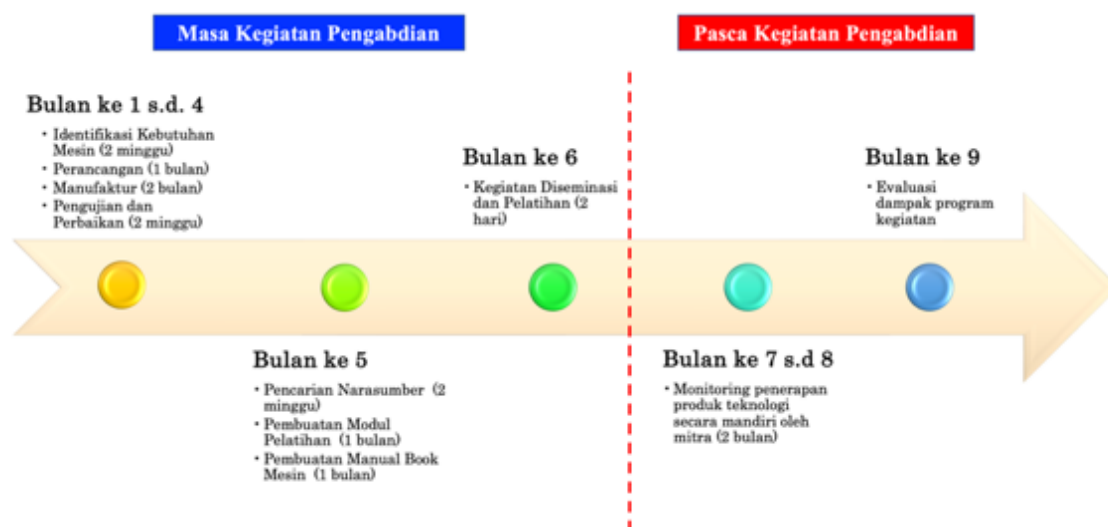 Masa Kegiatan Pengabdian
Pasca Kegiatan Pengabdian
Bulan ke 1 s.d. 4
• Identifikasi Kebutuhan
Mesin (2 minggu)
• Perancangan (1 bulan)
• Manufaktur (2 bulan)
• Pengujian dan
Perbaikan (2 minggu)
Bulan ke 5
• Pencarian Narasumber (2
minggu)
• Pembuatan Modul
Pelatihan (1 bulan)
• Pembuatan Manual Book
Mesin (1 bulan)
Bulan ke 6
• Kegiatan Diseminasi
dan Pelatihan (2
hari)
Bulan ke 7 s.d 8
• Monitoring penerapan
produk teknologi
secara mandiri oleh
mitra (2 bulan)
Bulan ke 9
• Evaluasi
dampak program
kegiatan